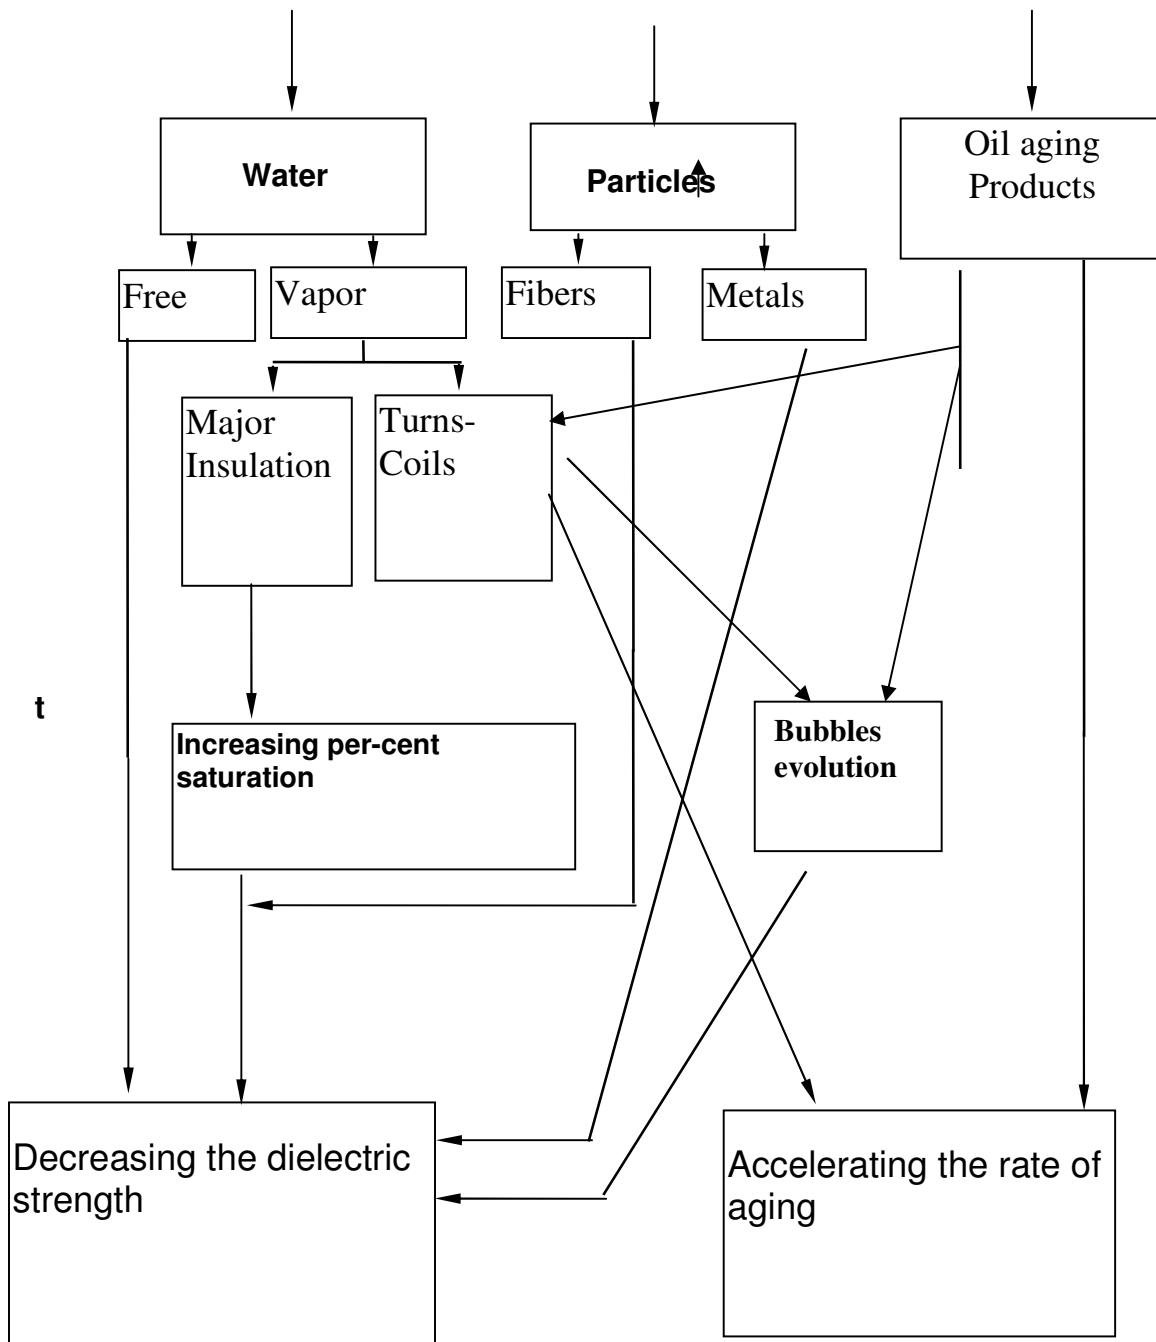 Water
Particles
Oil aging
Products
Free
Vapor
Fibers
Metals
Major
Insulation
Turns-
Coils
t
Increasing per-cent
saturation
Bubbles
evolution
Decreasing the dielectric
strength
Accelerating the rate of
aging